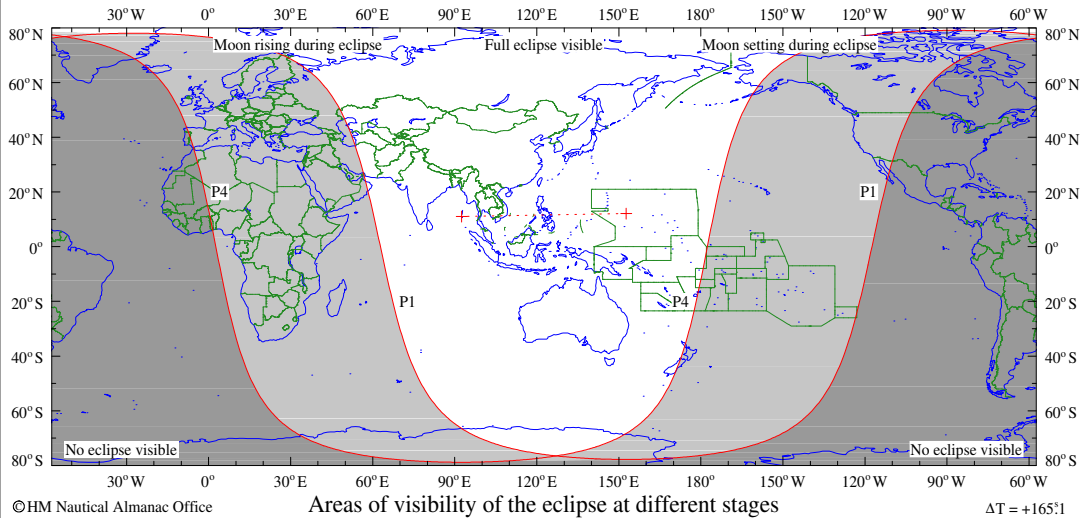 30°W 0° 30°E 60°E 90°E 120°E 150°E 180° 150°W 120°W 90°W 60°W
80°N 80°N
Moon rising during eclipse Full eclipse visible Moon setting during eclipse
60°N 60°N
40°N 40°N
20°N P4 P1 20°N
0° 0°
20°S P1 P4 20°S
40°S 40°S
60°S 60°S
No eclipse visible No eclipse visible
80°S 80°S
30°W 0° 30°E 60°E 90°E 120°E 150°E 180° 150°W 120°W 90°W 60°W
©HM Nautical Almanac Office Areas of visibility of the eclipse at different stages ΔT = +165ˢ.1